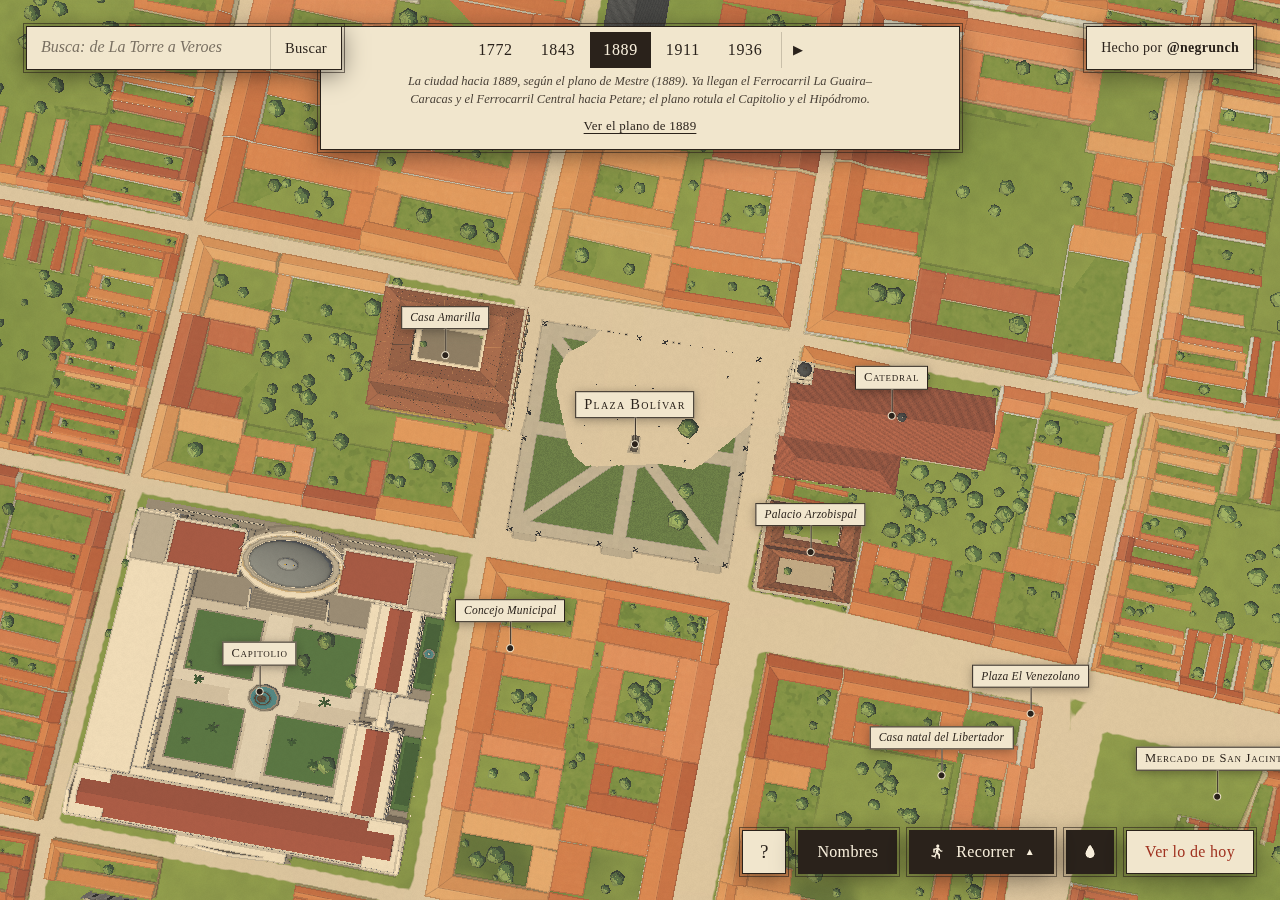 Busca: de La Torre a Veroes
Buscar
1772 1843 1889 1911 1936
La ciudad hacia 1889, según el plano de Mestre (1889). Ya llegan el Ferrocarril La Guaira–
Caracas y el Ferrocarril Central hacia Petare; el plano rotula el Capitolio y el Hipódromo.
Ver el plano de 1889
Hecho por @negrunch
Casa Amarilla
Plaza Bolívar
Catedral
Palacio Arzobispal
Concejo Municipal
Capitolio
Plaza El Venezolano
Casa natal del Libertador
Mercado de San Jacint
?
Nombres
Recorrer
Ver lo de hoy